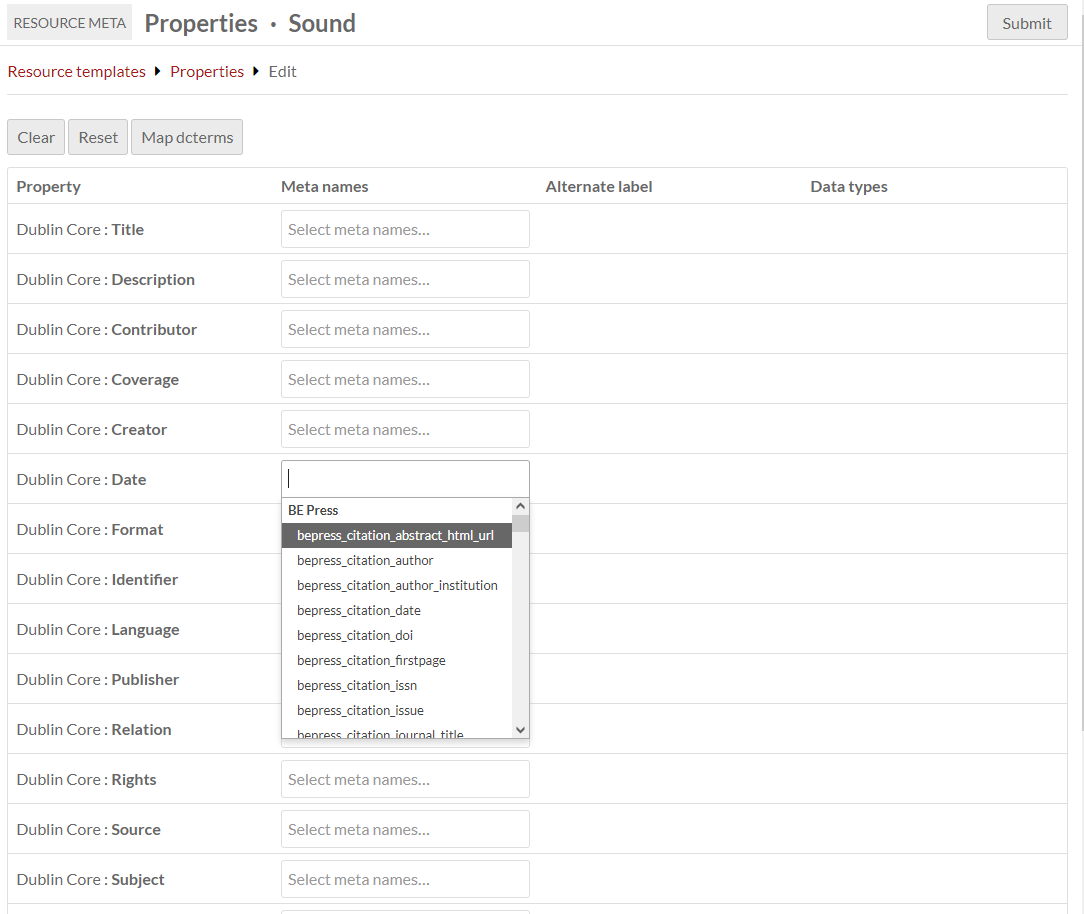 RESOURCE META Properties · Sound Submit
Resource templates Properties Edit
Clear Reset Map dcterms
Property Meta names Alternate label Data types
Dublin Core : Title Select meta names...
Dublin Core : Description Select meta names...
Dublin Core : Contributor Select meta names...
Dublin Core : Coverage Select meta names...
Dublin Core : Creator Select meta names...
Dublin Core : Date
BE Press
bepress_citation_abstract_html_url
bepress_citation_author
bepress_citation_author_institution
bepress_citation_date
bepress_citation_doi
bepress_citation_firstpage
bepress_citation_issn
bepress_citation_issue
bepress_citation_journal_title
Dublin Core : Format
Dublin Core : Identifier
Dublin Core : Language
Dublin Core : Publisher
Dublin Core : Relation
Dublin Core : Rights Select meta names...
Dublin Core : Source Select meta names...
Dublin Core : Subject Select meta names...